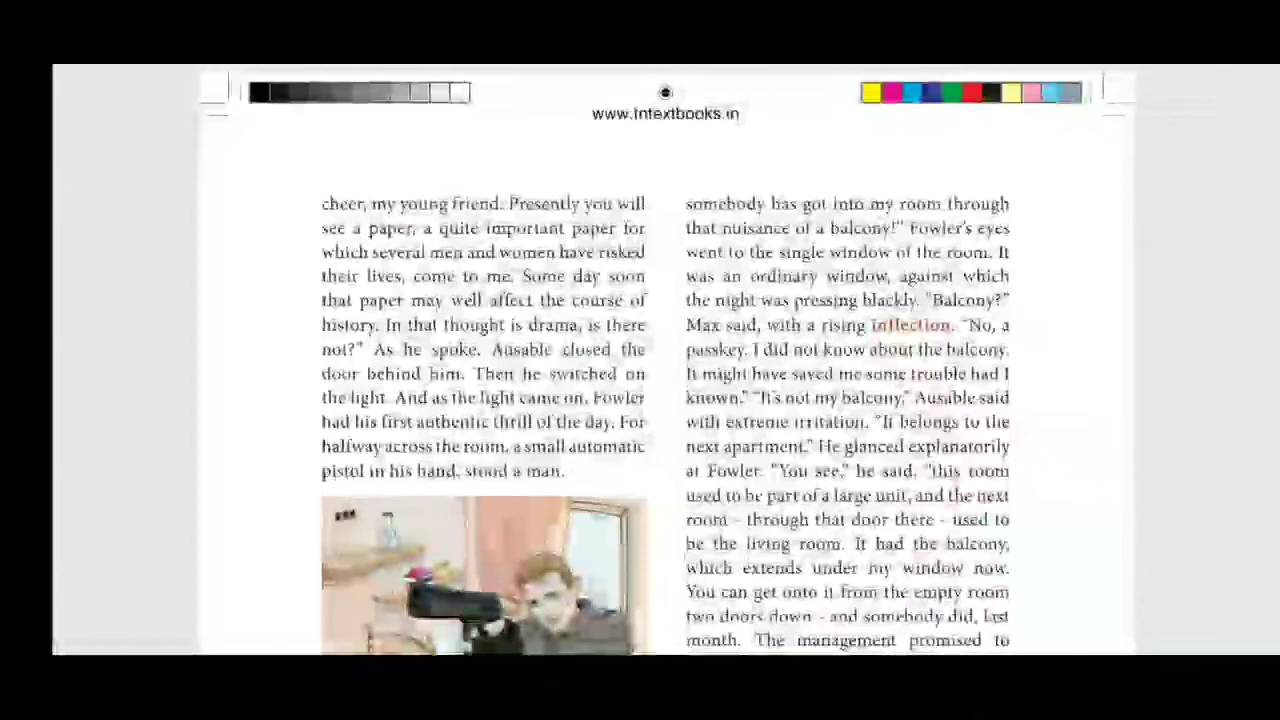 www.tntextbooks.in
cheer, my young friend. Presently you will
see a paper, a quite important paper for
which several men and women have risked
their lives, come to me. Some day soon
that paper may well affect the course of
history. In that thought is drama, is there
not?" As he spoke, Ausable closed the
door behind him. Then he switched on
the light. And as the light came on, Fowler
had his first authentic thrill of the day. For
halfway across the room, a small automatic
pistol in his hand, stood a man.
somebody has got into my room through
that nuisance of a balcony!" Fowler's eyes
went to the single window of the room. It
was an ordinary window, against which
the night was pressing blackly. "Balcony?"
Max said, with a rising inflection. "No, a
passkey. I did not know about the balcony.
It might have saved me some trouble had I
known." "It's not my balcony," Ausable said
with extreme irritation. "It belongs to the
next apartment." He glanced explanatorily
at Fowler. "You see," he said, "this room
used to be part of a large unit, and the next
room - through that door there - used to
be the living room. It had the balcony,
which extends under my window now.
You can get onto it from the empty room
two doors down - and somebody did, last
month. The management promised to